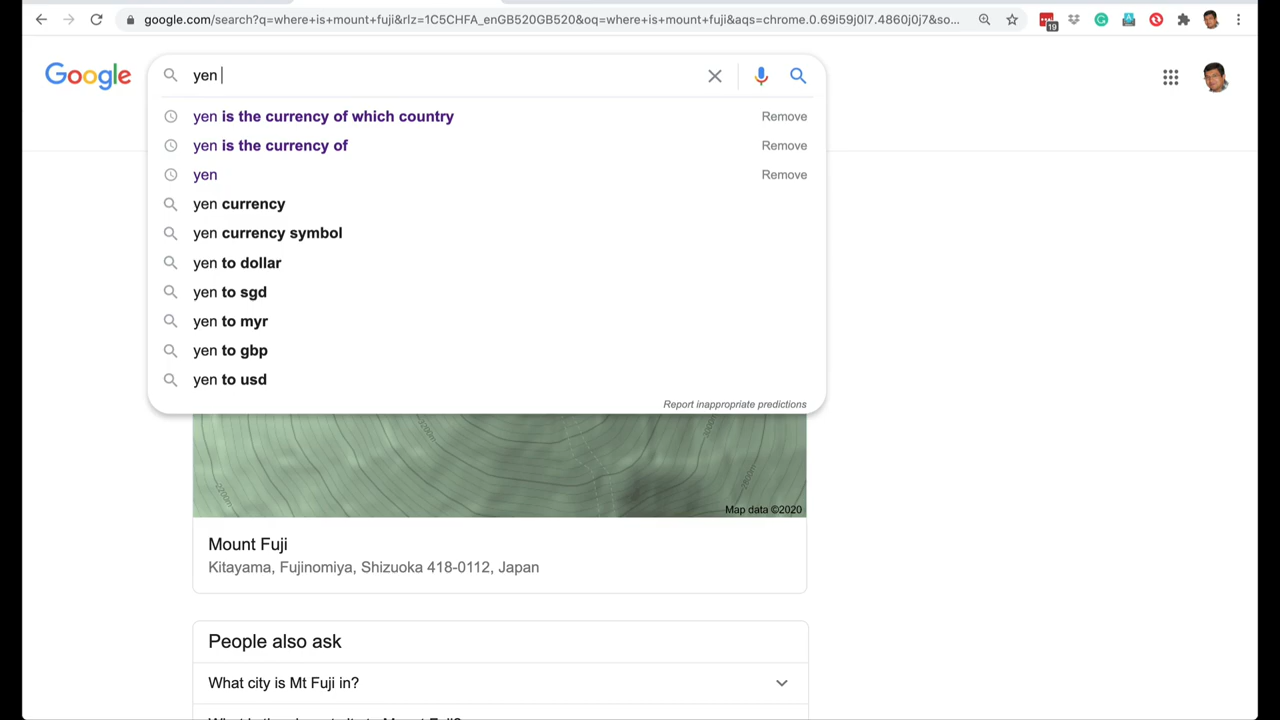 google.com/search?q=where+is+mount+fuji&rlz=1C5CHFA_enGB520GB520&oq=where+is+mount+fuji&aqs=chrome.0.69i59j0l7.4860j0j7&so...
19
Google
yen
yen is the currency of which country Remove
yen is the currency of Remove
yen Remove
yen currency
yen currency symbol
yen to dollar
yen to sgd
yen to myr
yen to gbp
yen to usd
Report inappropriate predictions
Map data ©2020
Mount Fuji
Kitayama, Fujinomiya, Shizuoka 418-0112, Japan
People also ask
What city is Mt Fuji in?